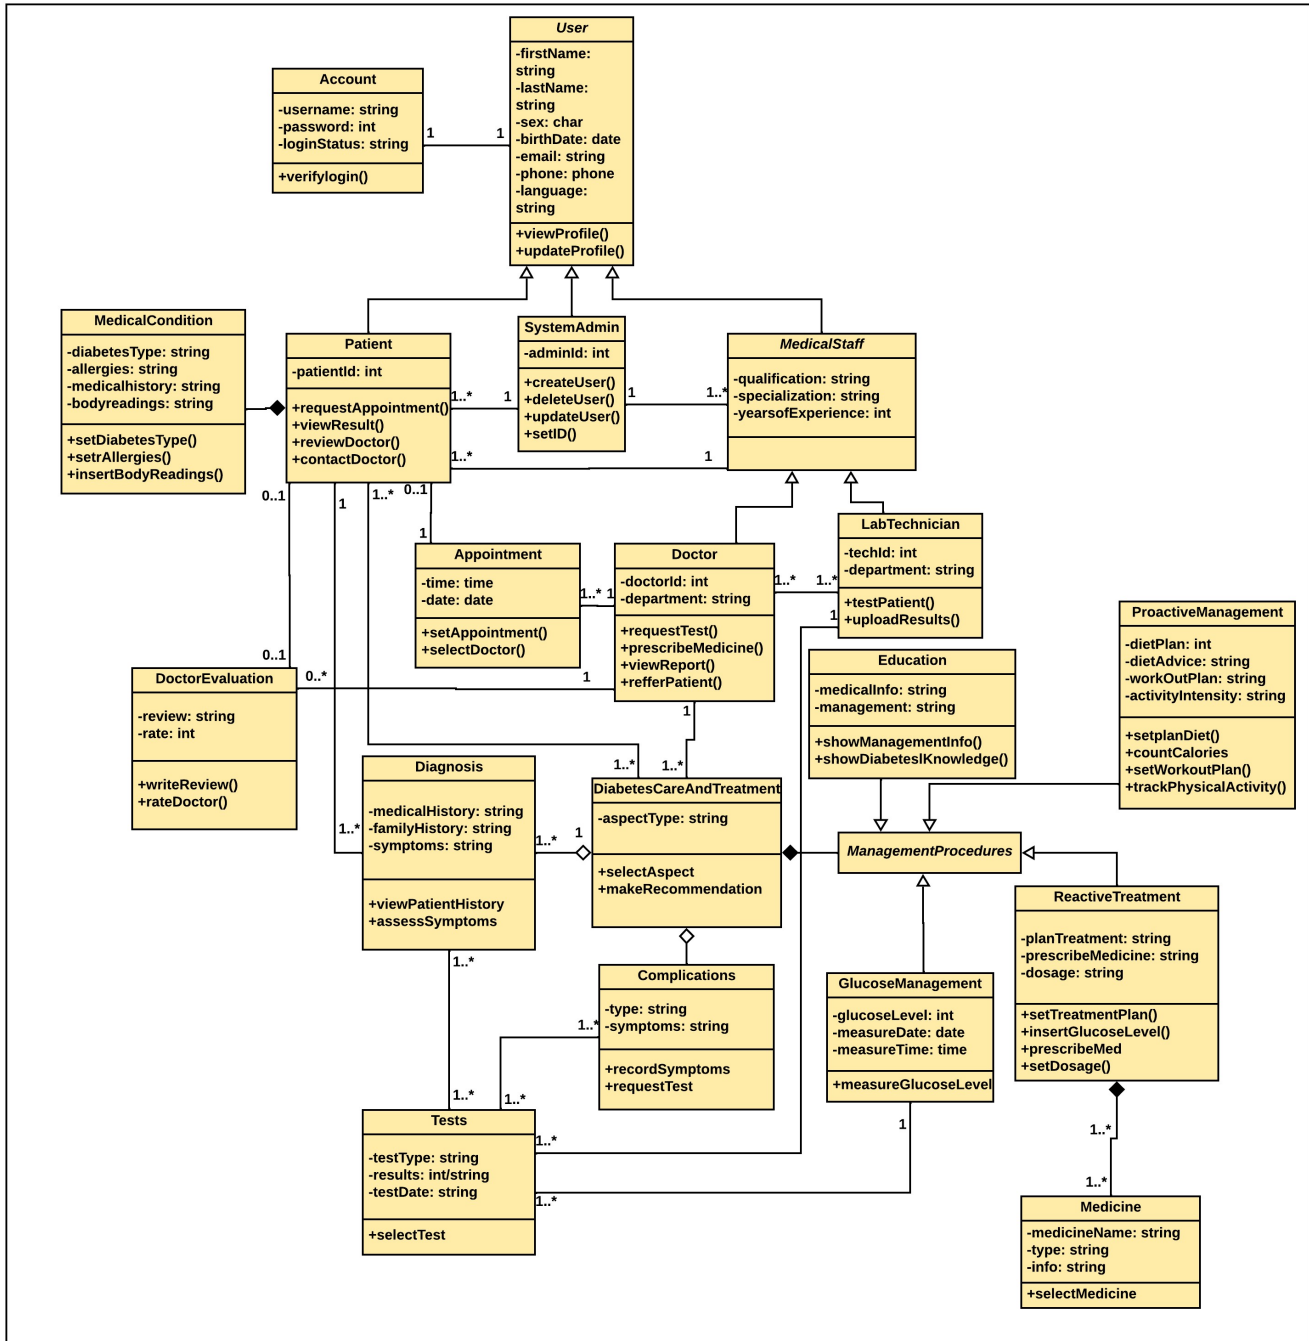 User
-firstName:
string
-lastName:
string
-sex: char
-birthDate: date
-email: string
-phone: phone
-language:
string
+viewProfile()
+updateProfile()
Account
-username: string
-password: int
-loginStatus: string
+verifylogin()
1
1
MedicalCondition
-diabetesType: string
-allergies: string
-medicalhistory: string
-bodyreadings: string
+setDiabetesType()
+setrAllergies()
+insertBodyReadings()
Patient
-patientId: int
+requestAppointment()
+viewResult()
+reviewDoctor()
+contactDoctor()
SystemAdmin
-adminId: int
+createUser()
+deleteUser()
+updateUser()
+setID()
MedicalStaff
-qualification: string
-specialization: string
-yearsofExperience: int
1..*
1
1
1..*
1..*
1
0..1
1
1..*
0..1
1
Appointment
-time: time
-date: date
+setAppointment()
+selectDoctor()
1..*
1
Doctor
-doctorId: int
-department: string
+requestTest()
+prescribeMedicine()
+viewReport()
+refferPatient()
1..*
1..*
1
LabTechnician
-techId: int
-department: string
+testPatient()
+uploadResults()
ProactiveManagement
-dietPlan: int
-dietAdvice: string
-workOutPlan: string
-activityIntensity: string
+setplanDiet()
+countCalories
+setWorkoutPlan()
+trackPhysicalActivity()
Education
-medicalInfo: string
-management: string
+showManagementInfo()
+showDiabeteslKnowledge()
0..1
0..*
1
DoctorEvaluation
-review: string
-rate: int
+writeReview()
+rateDoctor()
1
1..*
1..*
Diagnosis
-medicalHistory: string
-familyHistory: string
-symptoms: string
+viewPatientHistory
+assessSymptoms
1..*
1..*
1
DiabetesCareAndTreatment
-aspectType: string
+selectAspect
+makeRecommendation
ManagementProcedures
ReactiveTreatment
-planTreatment: string
-prescribeMedicine: string
-dosage: string
+setTreatmentPlan()
+insertGlucoseLevel()
+prescribeMed
+setDosage()
1..*
Complications
-type: string
-symptoms: string
+recordSymptoms
+requestTest
1..*
GlucoseManagement
-glucoseLevel: int
-measureDate: date
-measureTime: time
+measureGlucoseLevel
1..*
1..*
1
Tests
-testType: string
-results: int/string
-testDate: string
+selectTest
1..*
1..*
1..*
1..*
Medicine
-medicineName: string
-type: string
-info: string
+selectMedicine